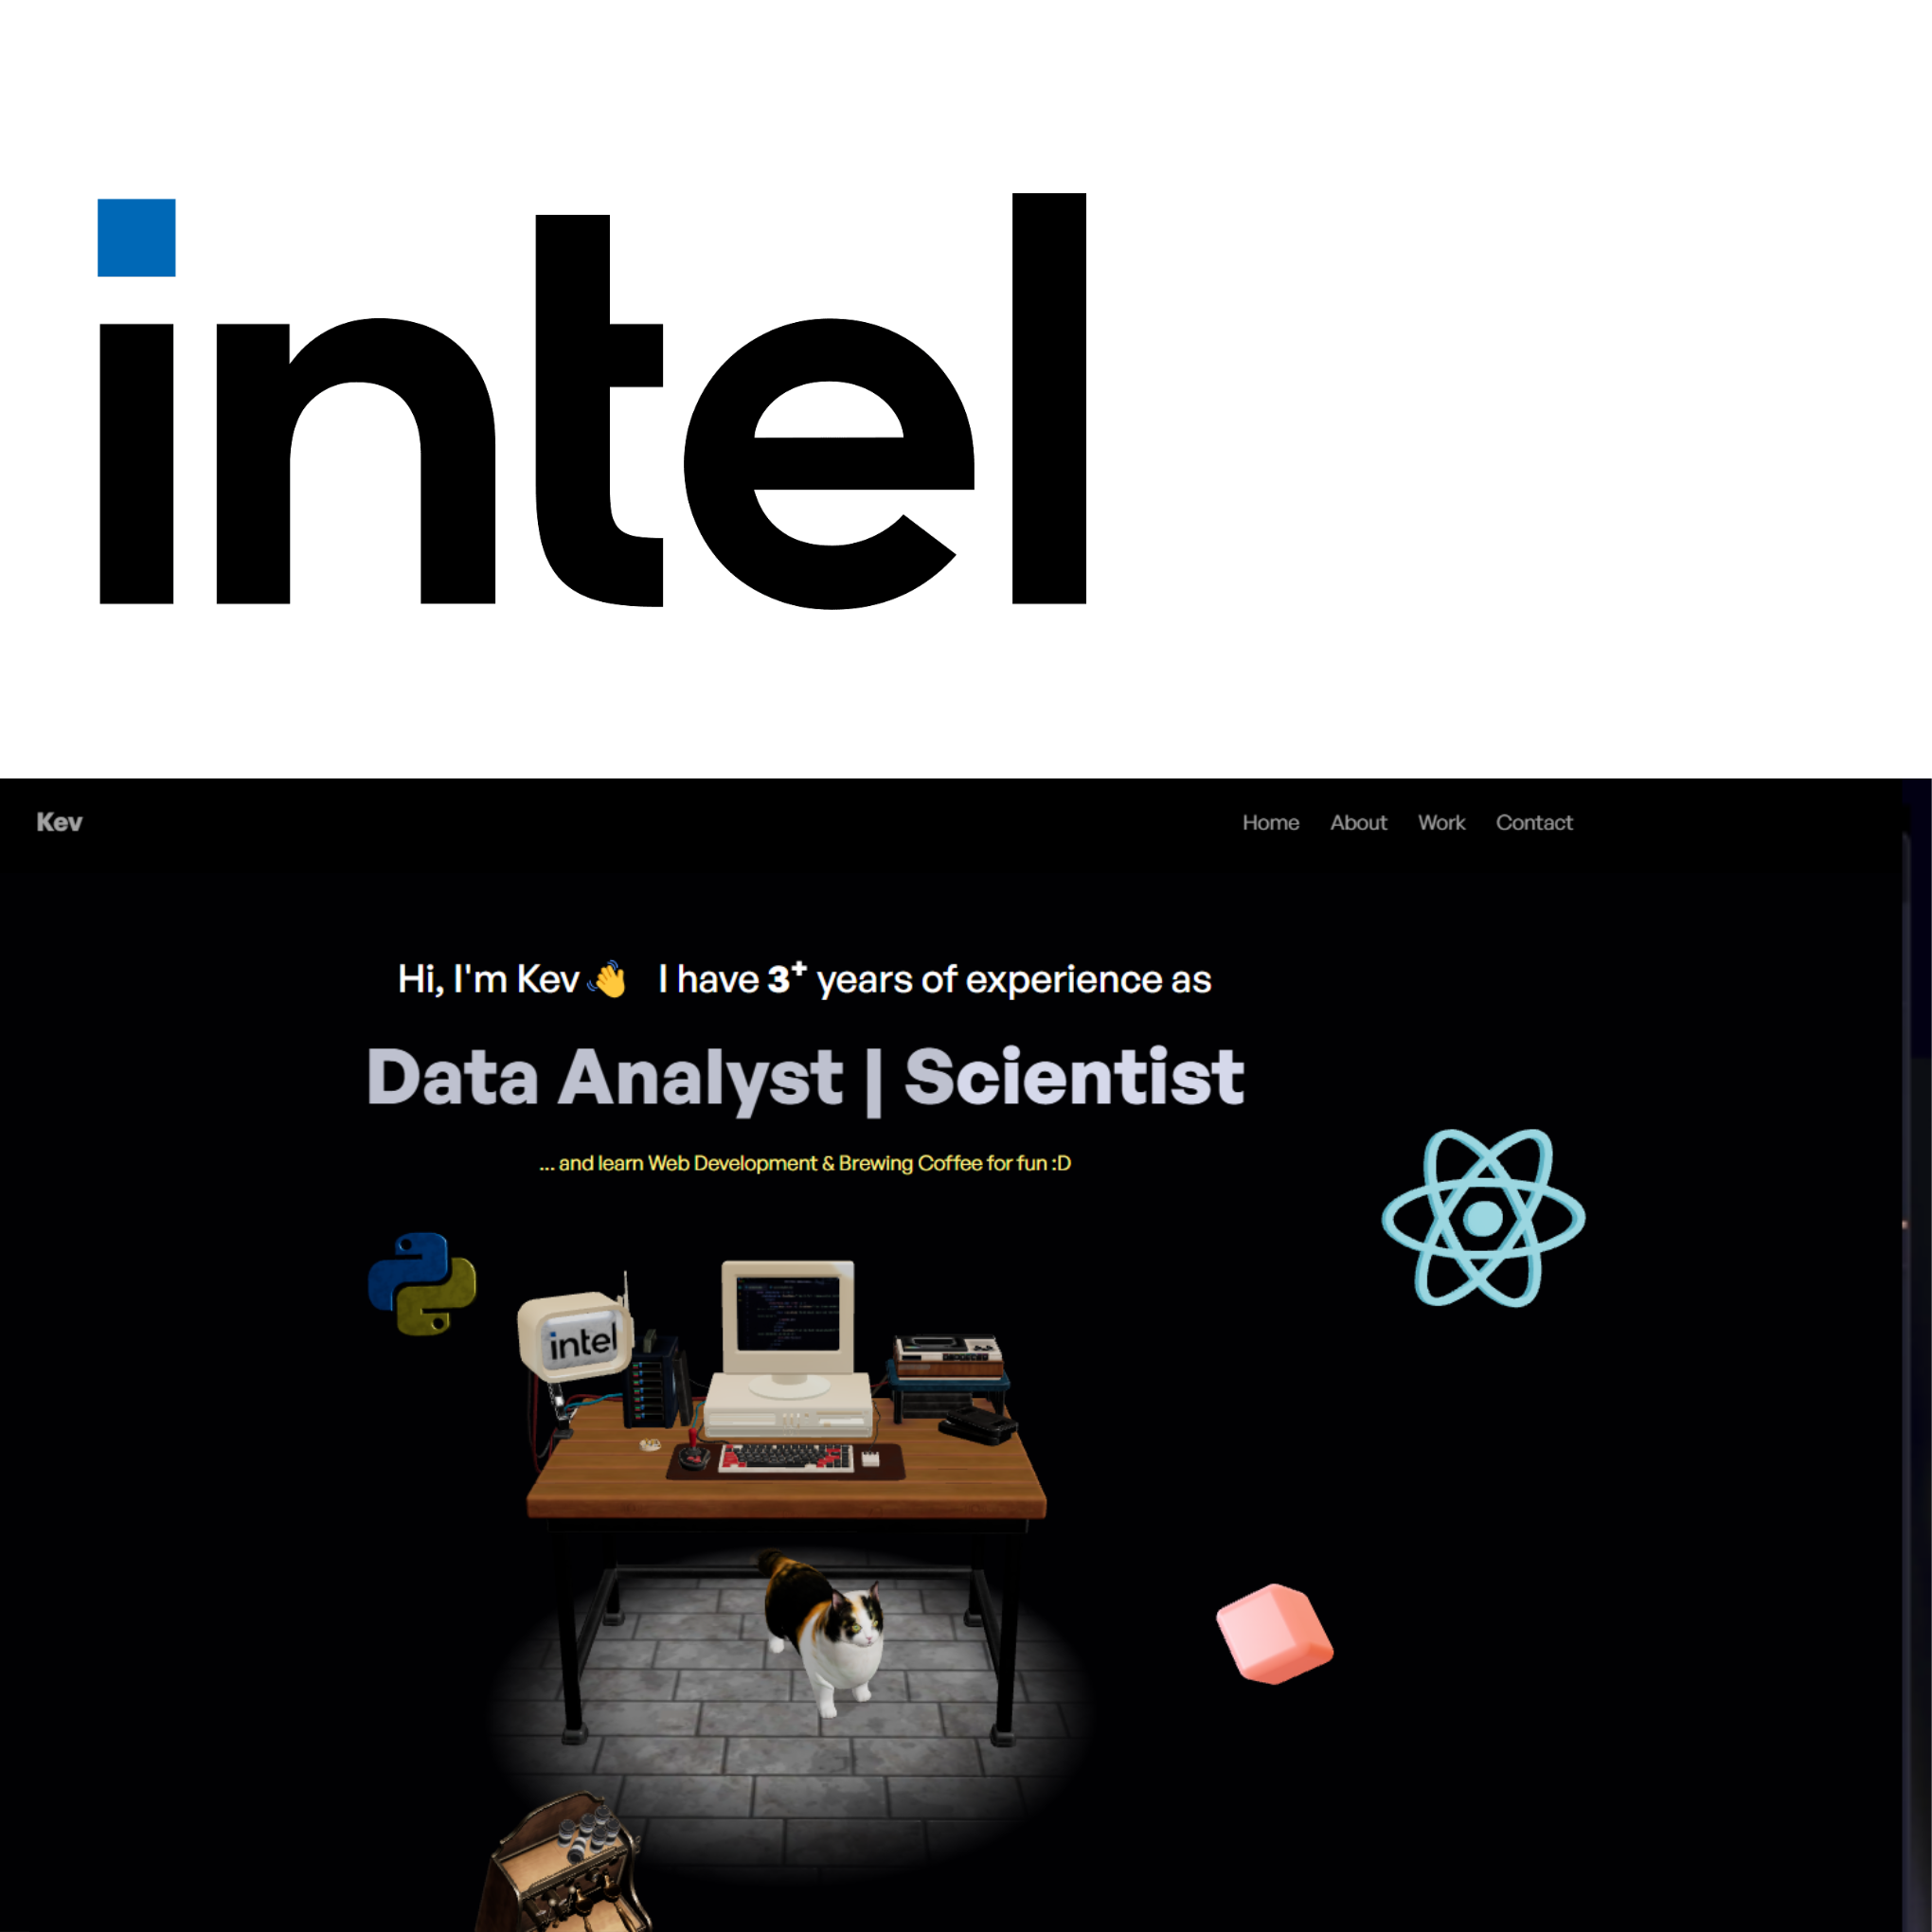 intel
Kev
Home About Work Contact
Hi, I'm Kev 👋 I have 3+ years of experience as
Data Analyst | Scientist
... and learn Web Development & Brewing Coffee for fun :D
intel